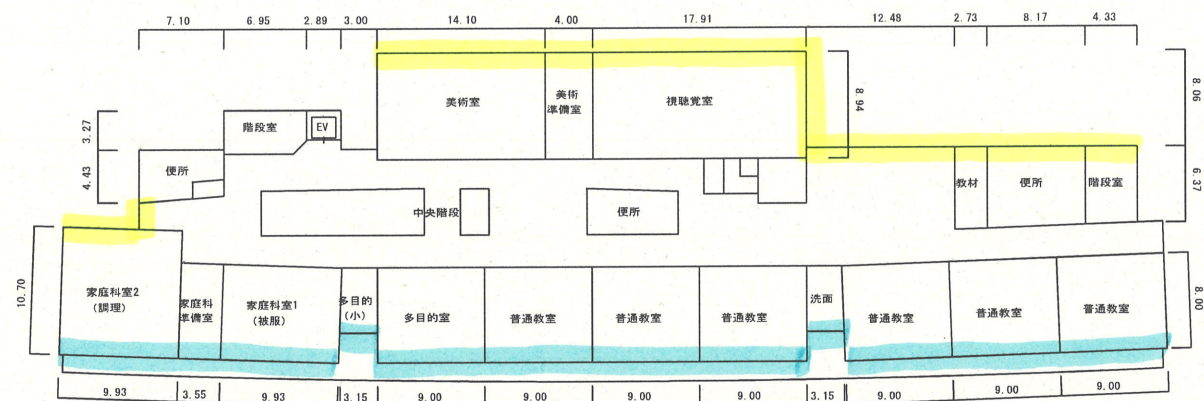 7.10 6.95 2.89 3.00 14.10 4.00 17.91 12.48 2.73 8.17 4.33
3.27
4.43
10.70
8.94
8.06
6.37
8.00
美術室
美術
準備室
視聴覚室
階段室
EV
便所
中央階段
便所
教材
便所
階段室
家庭科室2
(調理)
家庭科
準備室
家庭科室1
(被服)
多目的
(小)
多目的室
普通教室
普通教室
普通教室
洗面
普通教室
普通教室
普通教室
9.93 3.55 9.93 3.15 9.00 9.00 9.00 9.00 3.15 9.00 9.00 9.00